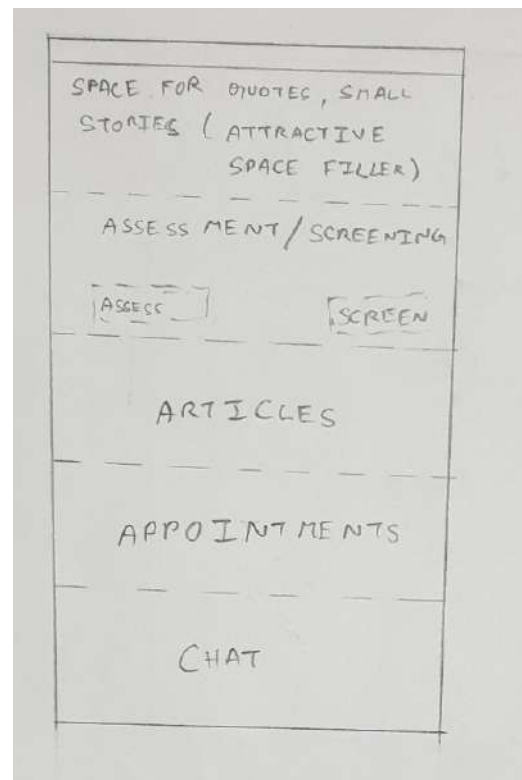 SPACE FOR QUOTES, SMALL
STORIES (ATTRACTIVE
SPACE FILLER)
ASSESSMENT/SCREENING
ASSESS
SCREEN
ARTICLES
APPOINTMENTS
CHAT